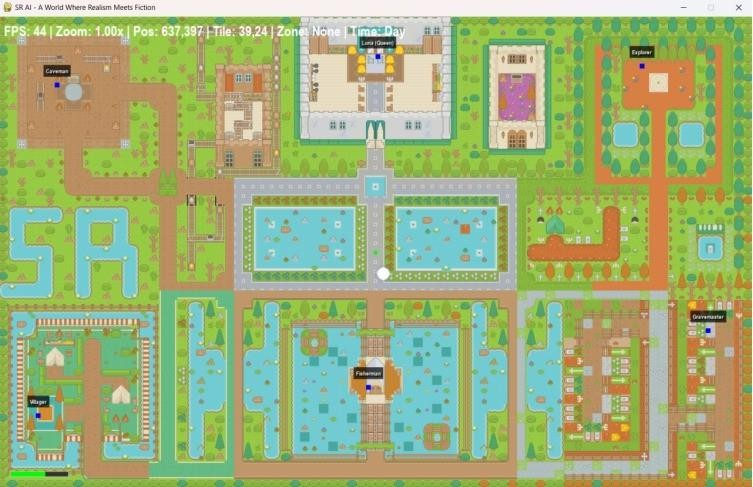 SR AI - A World Where Realism Meets Fiction
FPS: 44 | Zoom: 1.00x | Pos: 637,397 | Tile: 39,24 | Zone: None | Time: Day
Luna (Queen)
Explorer
Caveman
SR
Gravemaster
Fisherman
Villager